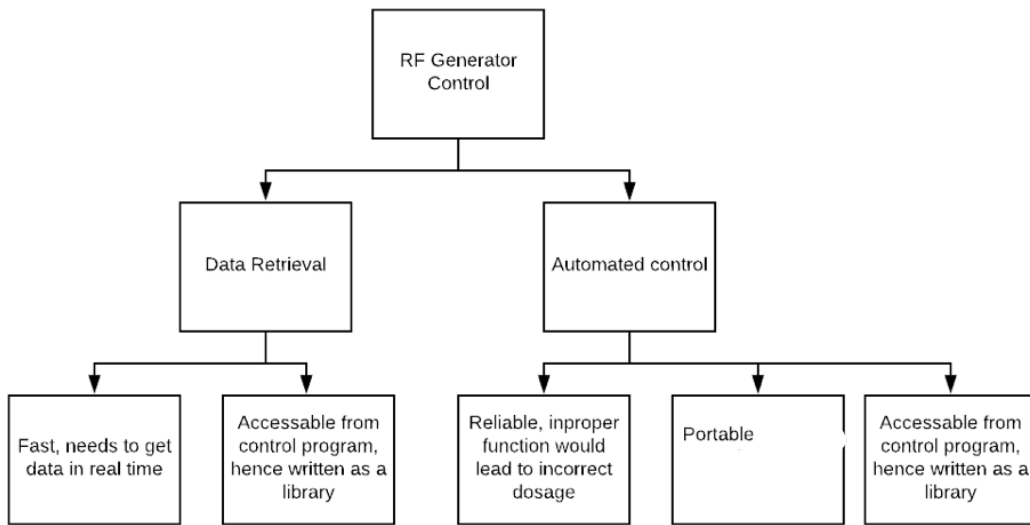 RF Generator
Control
Data Retrieval
Automated control
Fast, needs to get
data in real time
Accessable from
control program,
hence written as a
library
Reliable, inproper
function would
lead to incorrect
dosage
Portable
Accessable from
control program,
hence written as a
library